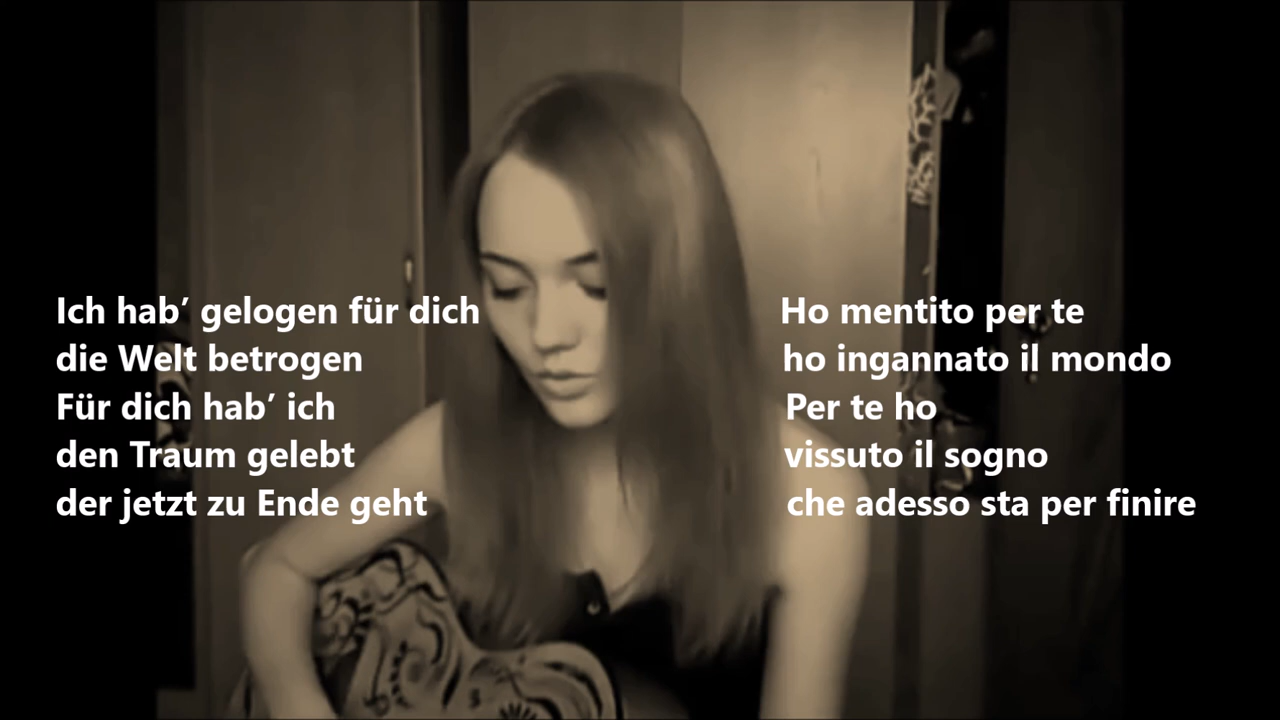 Ich hab’ gelogen für dich
die Welt betrogen
Für dich hab’ ich
den Traum gelebt
der jetzt zu Ende geht
Ho mentito per te
ho ingannato il mondo
Per te ho
vissuto il sogno
che adesso sta per finire